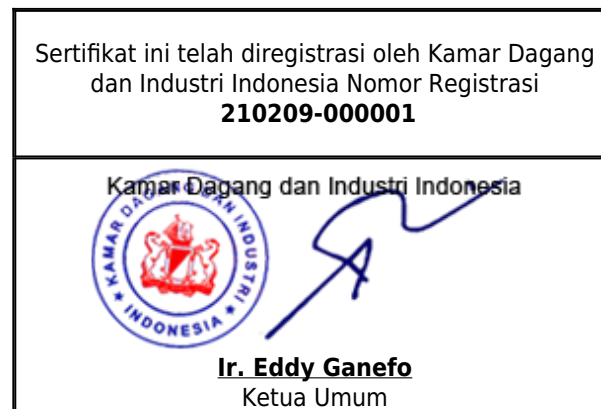 Sertifikat ini telah diregistrasi oleh Kamar Dagang
dan Industri Indonesia Nomor Registrasi
210209-000001
Kamar Dagang dan Industri Indonesia
KAMAR DAGANG DAN INDUSTRI
★ INDONESIA ★
Ir. Eddy Ganefo
Ketua Umum